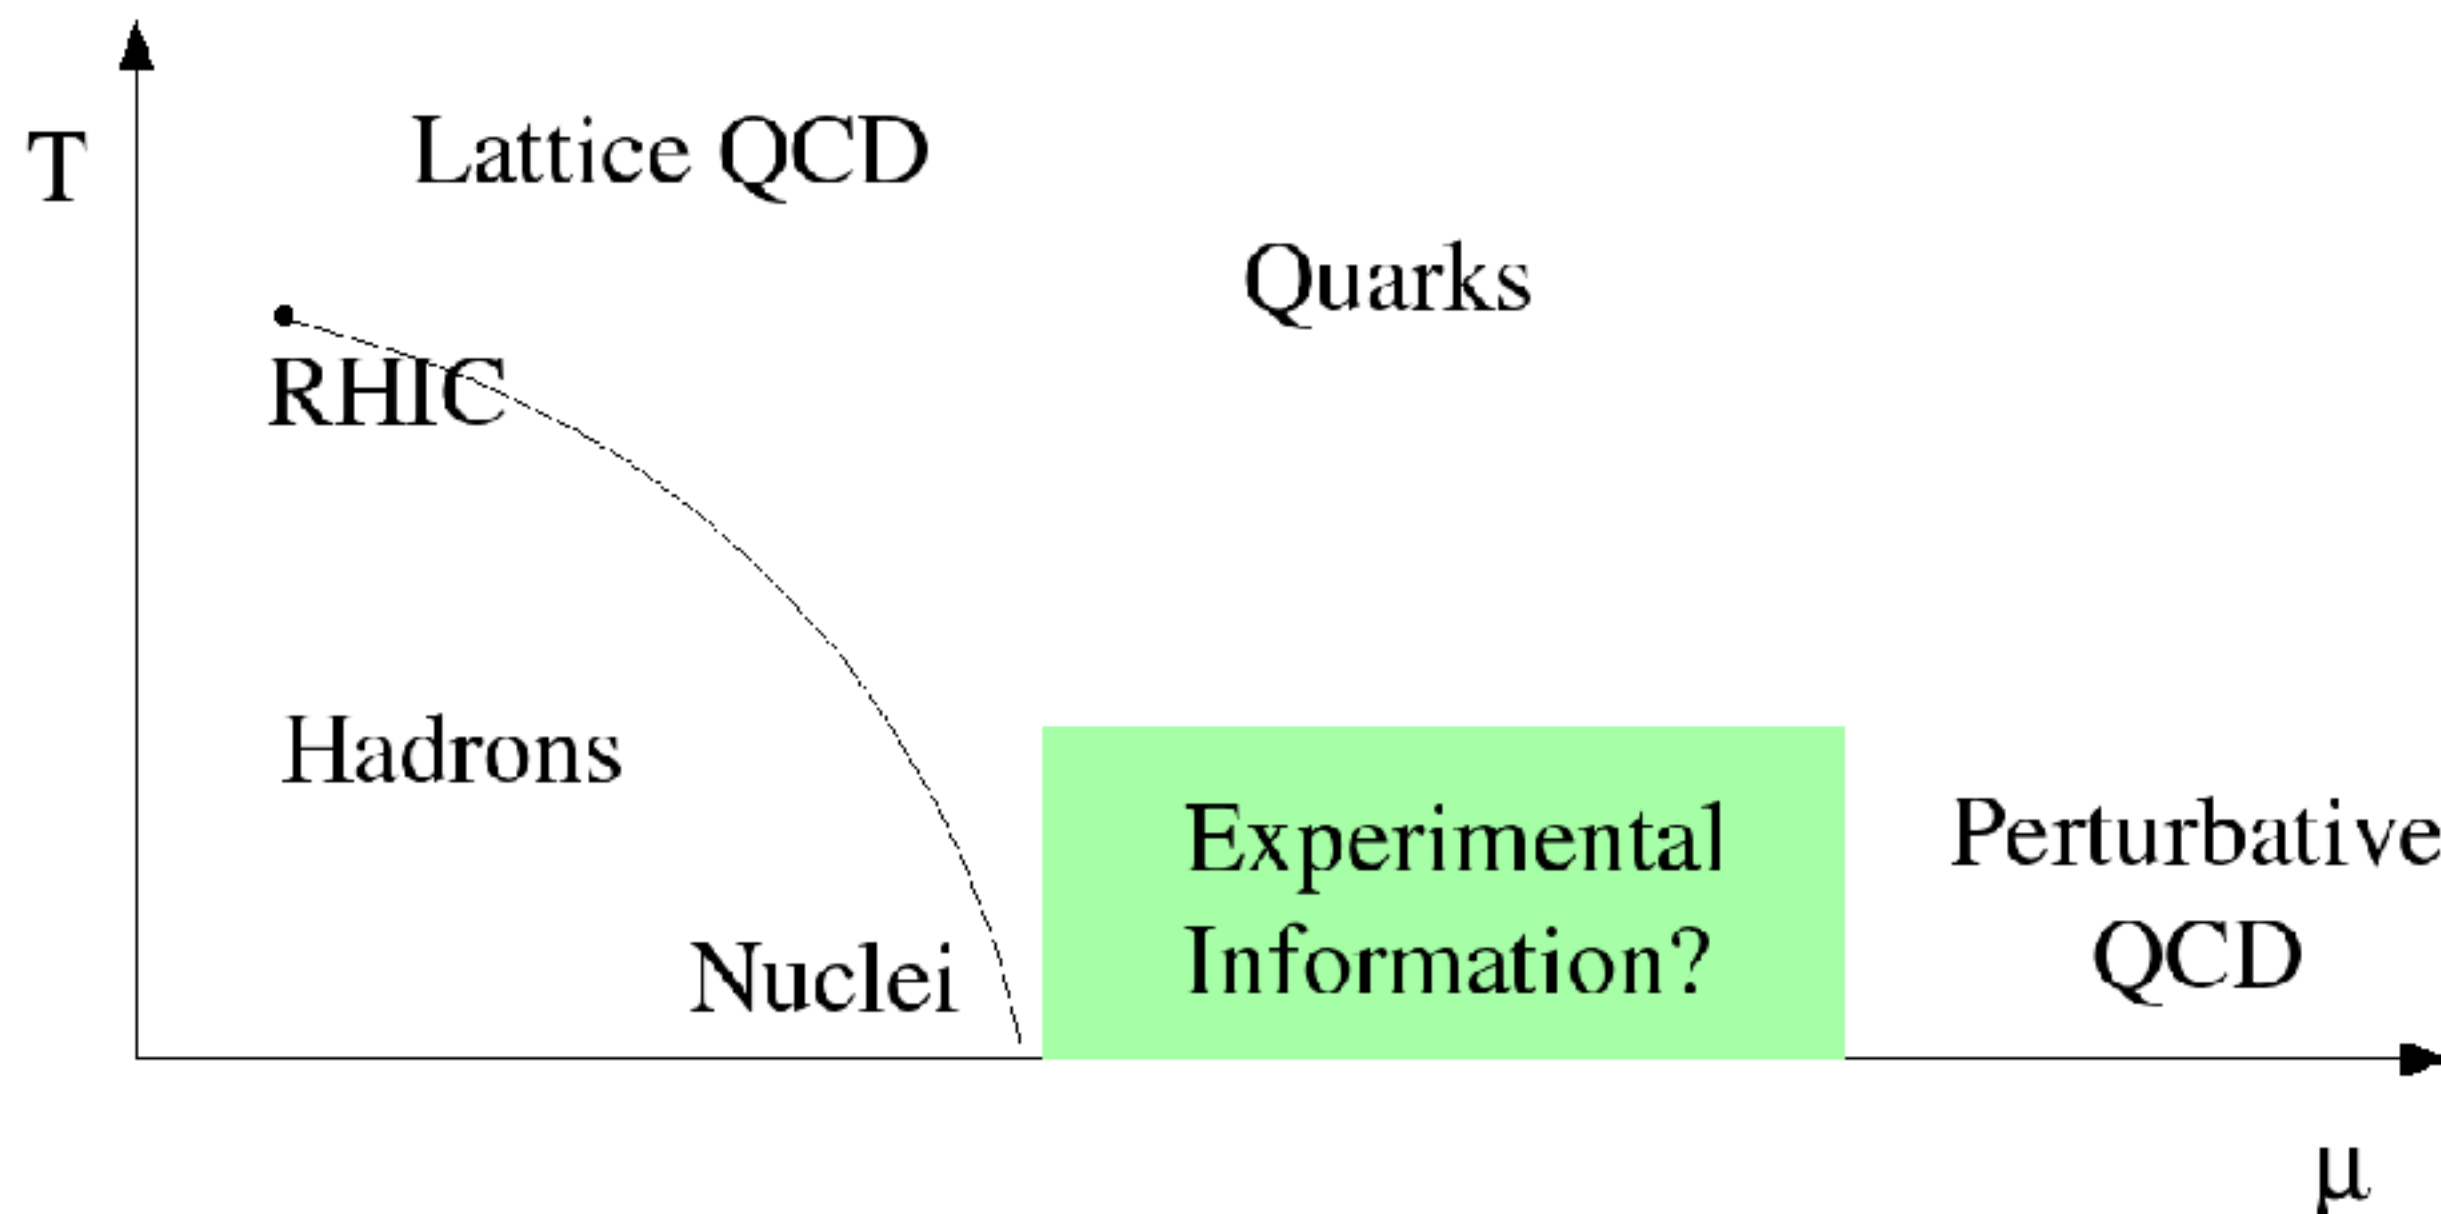 T
Lattice QCD
Quarks
RHIC
Hadrons
Nuclei
Experimental
Information?
Perturbative
QCD
μ